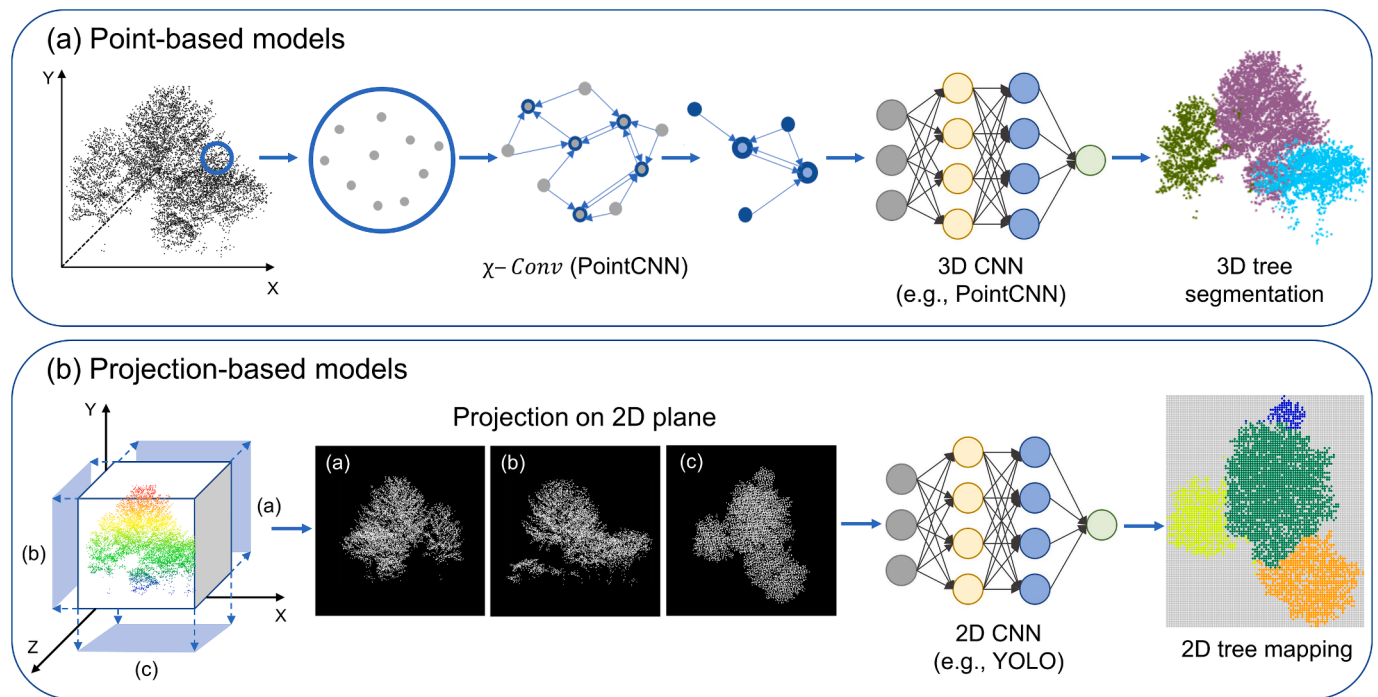 (a) Point-based models
Y
X
χ– Conv (PointCNN)
3D CNN
(e.g., PointCNN)
3D tree
segmentation
(b) Projection-based models
Y
(a)
(b)
X
Z
(c)
Projection on 2D plane
(a)
(b)
(c)
2D CNN
(e.g., YOLO)
2D tree mapping